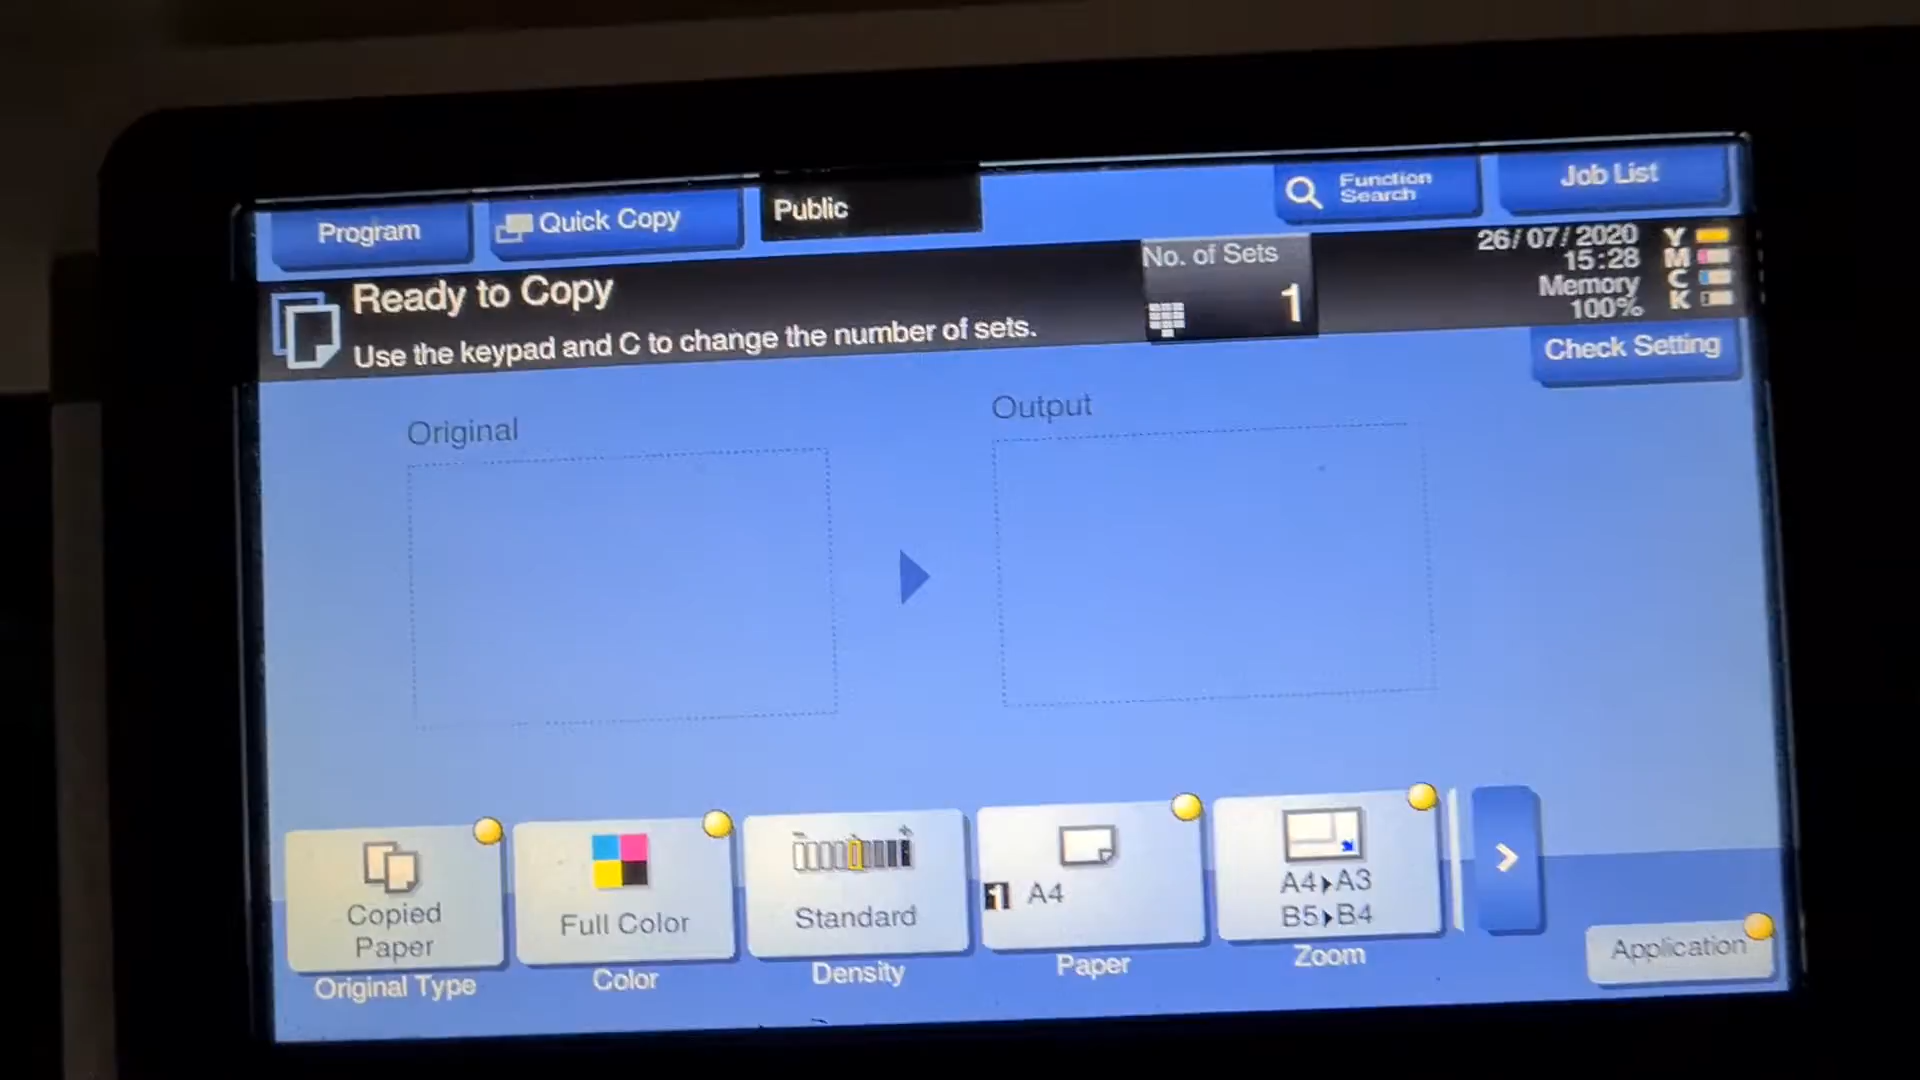 Program
Quick Copy
Public
Function
Search
Job List
Ready to Copy
Use the keypad and C to change the number of sets.
No. of Sets
1
26/07/2020
15:28
Memory
100%
Y
M
C
K
Check Setting
Original
Output
Copied
Paper
Original Type
Full Color
Color
Standard
Density
1 A4
Paper
A4▸A3
B5▸B4
Zoom
Application